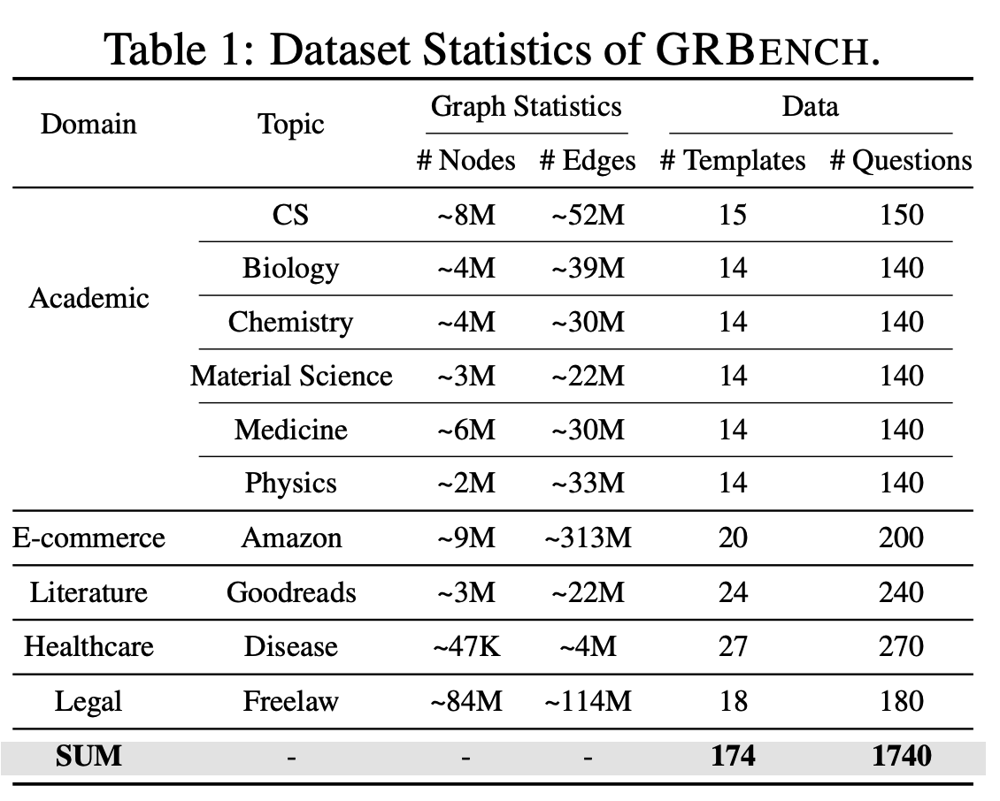 Table 1: Dataset Statistics of GRBENCH.
Domain Topic Graph Statistics Data
# Nodes # Edges # Templates # Questions
CS ~8M ~52M 15 150
Biology ~4M ~39M 14 140
Academic
Chemistry ~4M ~30M 14 140
Material Science ~3M ~22M 14 140
Medicine ~6M ~30M 14 140
Physics ~2M ~33M 14 140
E-commerce Amazon ~9M ~313M 20 200
Literature Goodreads ~3M ~22M 24 240
Healthcare Disease ~47K ~4M 27 270
Legal Freelaw ~84M ~114M 18 180
SUM - - - 174 1740